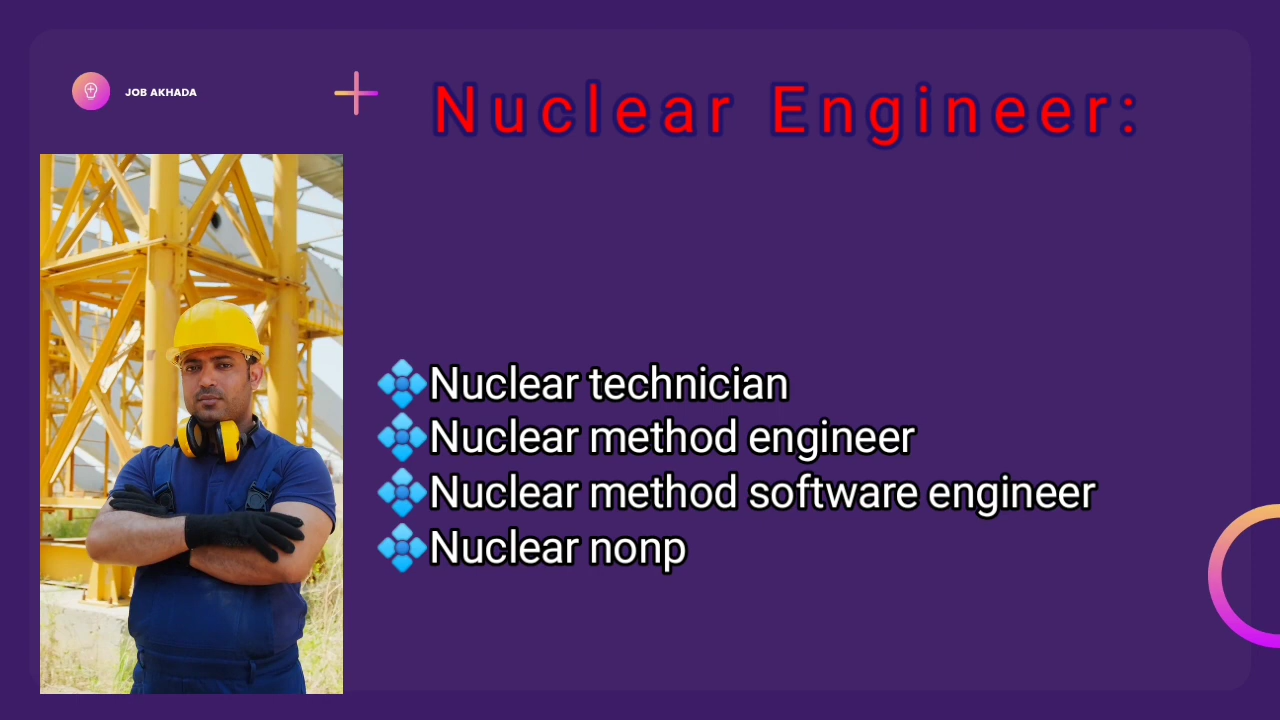 JOB AKHADA
Nuclear Engineer:
Nuclear technician
Nuclear method engineer
Nuclear method software engineer
Nuclear nonp